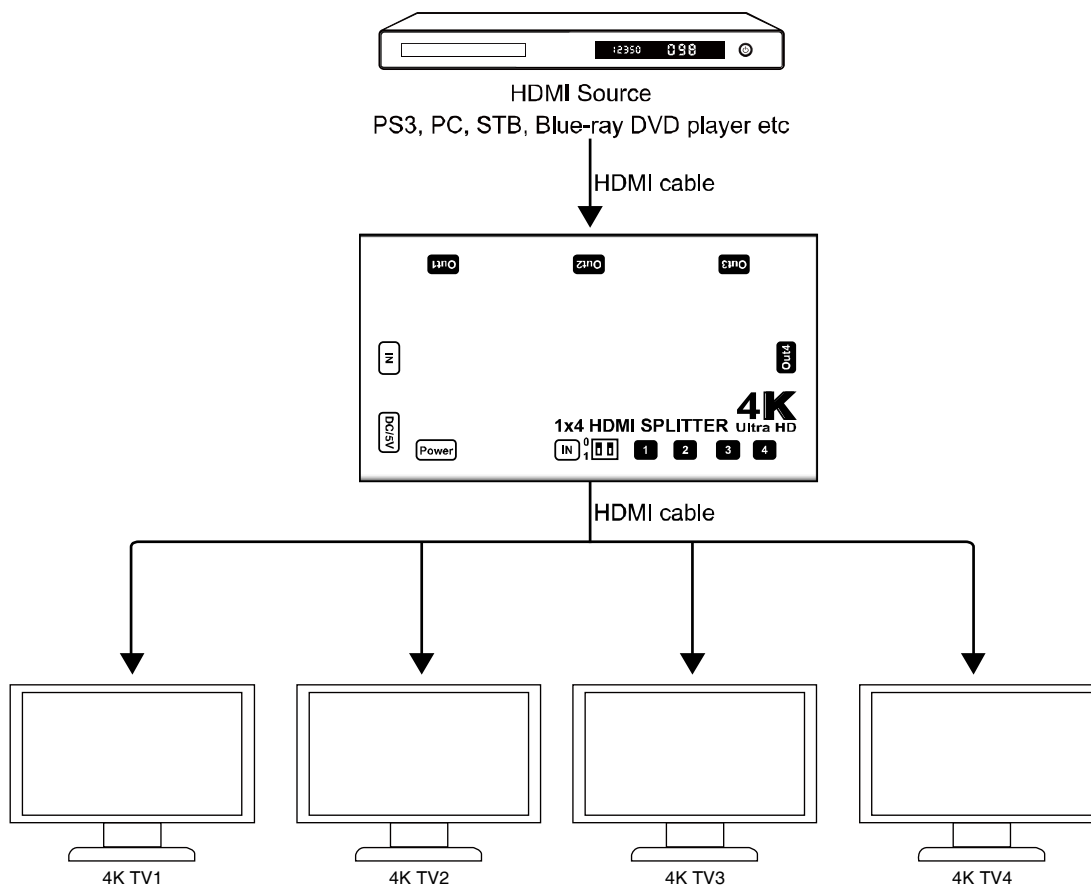 12350 098
HDMI Source
PS3, PC, STB, Blue-ray DVD player etc
HDMI cable
Out1 Out2 Out3
IN
Out4
DC/5V
4K
1x4 HDMI SPLITTER Ultra HD
Power
IN 0 1 1 2 3 4
HDMI cable
4K TV1 4K TV2 4K TV3 4K TV4